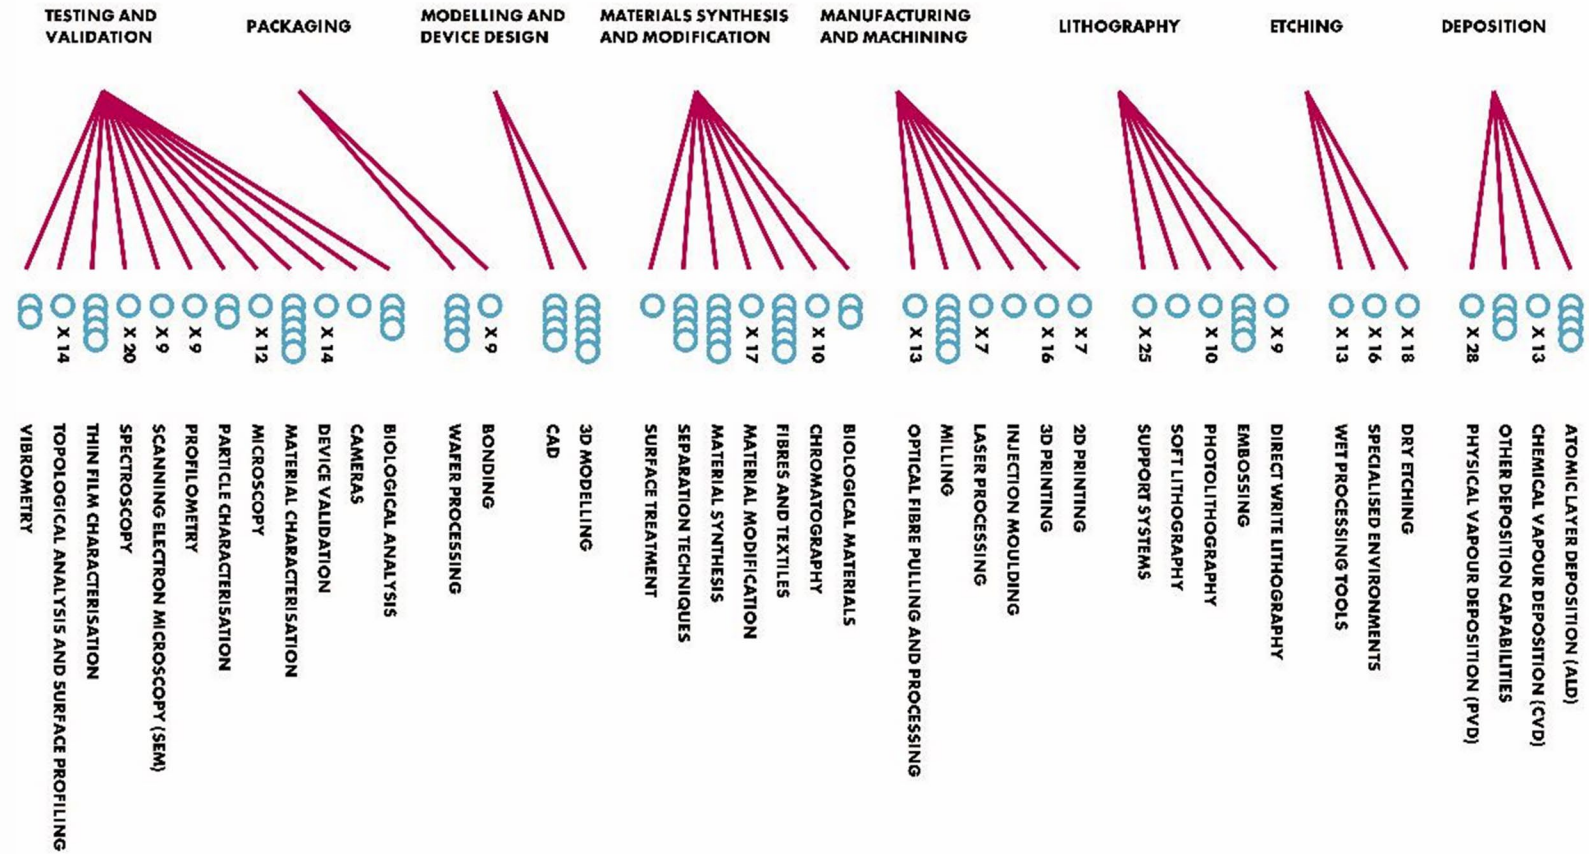 TESTING AND
VALIDATION
PACKAGING
MODELLING AND
DEVICE DESIGN
MATERIALS SYNTHESIS
AND MODIFICATION
MANUFACTURING
AND MACHINING
LITHOGRAPHY
ETCHING
DEPOSITION
X 14
X 20
X 9
X 9
X 12
X 14
X 9
X 17
X 10
X 13
X 7
X 16
X 7
X 25
X 10
X 9
X 13
X 16
X 18
X 28
X 13
VIBROMETRY
TOPOLOGICAL ANALYSIS AND SURFACE PROFILING
THIN FILM CHARACTERISATION
SPECTROSCOPY
SCANNING ELECTRON MICROSCOPY (SEM)
PROFILOMETRY
PARTICLE CHARACTERISATION
MICROSCOPY
MATERIAL CHARACTERISATION
DEVICE VALIDATION
CAMERAS
BIOLOGICAL ANALYSIS
WAFER PROCESSING
BONDING
CAD
3D MODELLING
SURFACE TREATMENT
SEPARATION TECHNIQUES
MATERIAL SYNTHESIS
MATERIAL MODIFICATION
FIBRES AND TEXTILES
CHROMATOGRAPHY
BIOLOGICAL MATERIALS
OPTICAL FIBRE PULLING AND PROCESSING
MILLING
LASER PROCESSING
INJECTION MOULDING
3D PRINTING
2D PRINTING
SUPPORT SYSTEMS
SOFT LITHOGRAPHY
PHOTOLITHOGRAPHY
EMBOSSING
DIRECT WRITE LITHOGRAPHY
WET PROCESSING TOOLS
SPECIALISED ENVIRONMENTS
DRY ETCHING
PHYSICAL VAPOUR DEPOSITION (PVD)
OTHER DEPOSITION CAPABILITIES
CHEMICAL VAPOUR DEPOSITION (CVD)
ATOMIC LAYER DEPOSITION (ALD)